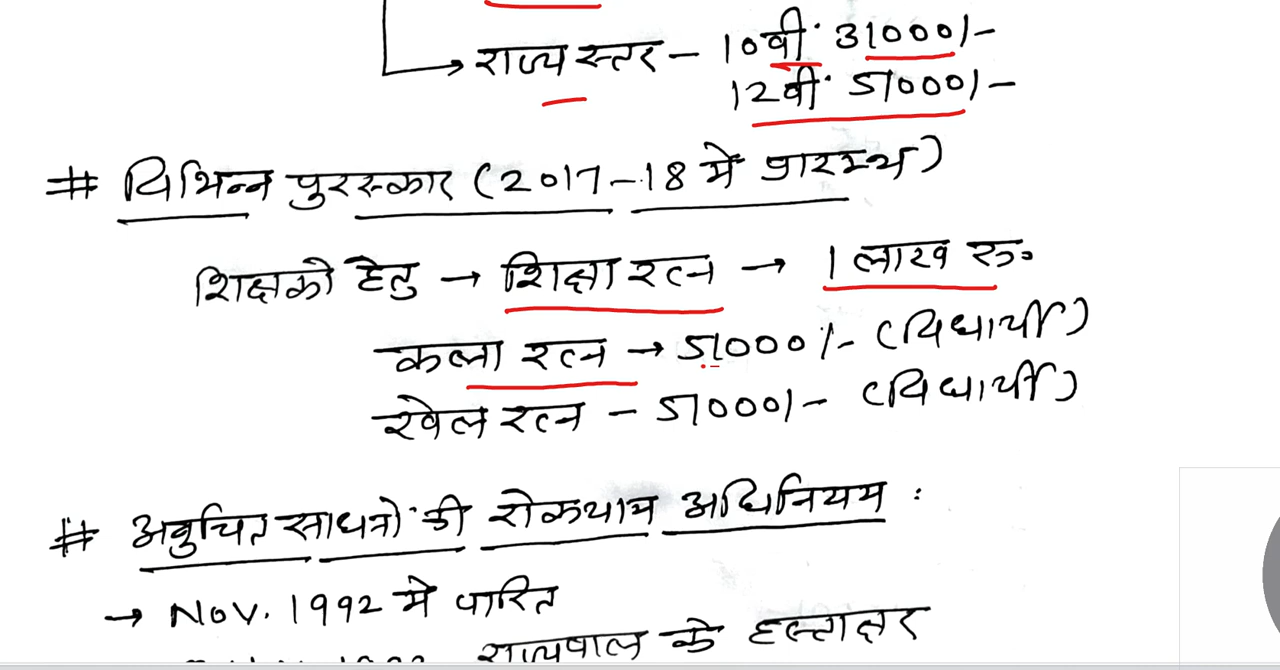 → राज्य स्तर – 10वी 31000/-
12वी 51000/-
# विभिन्न पुरस्कार (2017-18 में प्रारम्भ)
शिक्षको हेतु → शिक्षा रत्न → 1 लाख रु.
कला रत्न → 51000/- (विद्यार्थी)
खेल रत्न – 51000/- (विद्यार्थी)
# अनुचित साधनों की रोकथाम अधिनियम :
→ Nov. 1992 में पारित
राज्यपाल के हस्ताक्षर